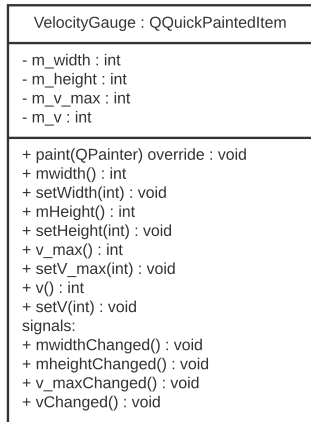 VelocityGauge : QQuickPaintedItem
- m_width : int
- m_height : int
- m_v_max : int
- m_v : int
+ paint(QPainter) override : void
+ mwidth() : int
+ setWidth(int) : void
+ mHeight() : int
+ setHeight(int) : void
+ v_max() : int
+ setV_max(int) : void
+ v() : int
+ setV(int) : void
signals:
+ mwidthChanged() : void
+ mheightChanged() : void
+ v_maxChanged() : void
+ vChanged() : void